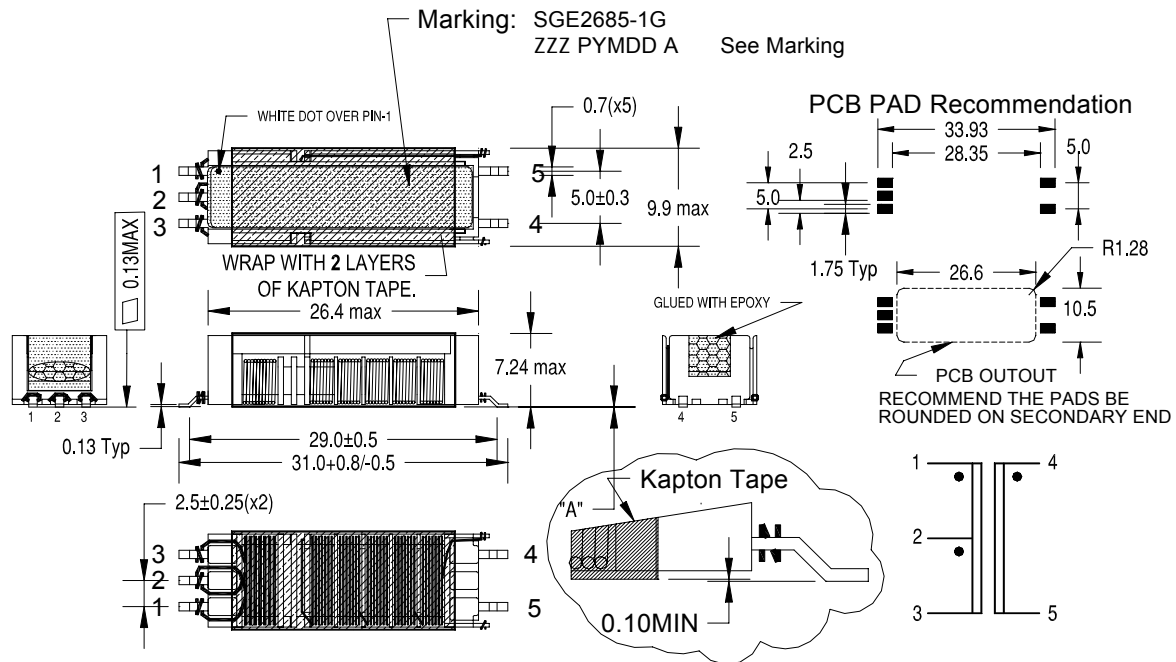 Marking: SGE2685-1G
ZZZ PYMDD A See Marking
WHITE DOT OVER PIN-1
0.7(x5)
1
2
3
5
4
5.0±0.3
9.9 max
WRAP WITH 2 LAYERS
OF KAPTON TAPE.
26.4 max
0.13MAX
PCB PAD Recommendation
33.93
28.35
2.5
5.0
5.0
1.75 Typ
R1.28
26.6
10.5
PCB OUTOUT
RECOMMEND THE PADS BE
ROUNDED ON SECONDARY END
GLUED WITH EPOXY
7.24 max
1 2 3
4 5
0.13 Typ
29.0±0.5
31.0+0.8/-0.5
2.5±0.25(x2)
3
2
1
4
5
"A"
Kapton Tape
0.10MIN
1
2
3
4
5